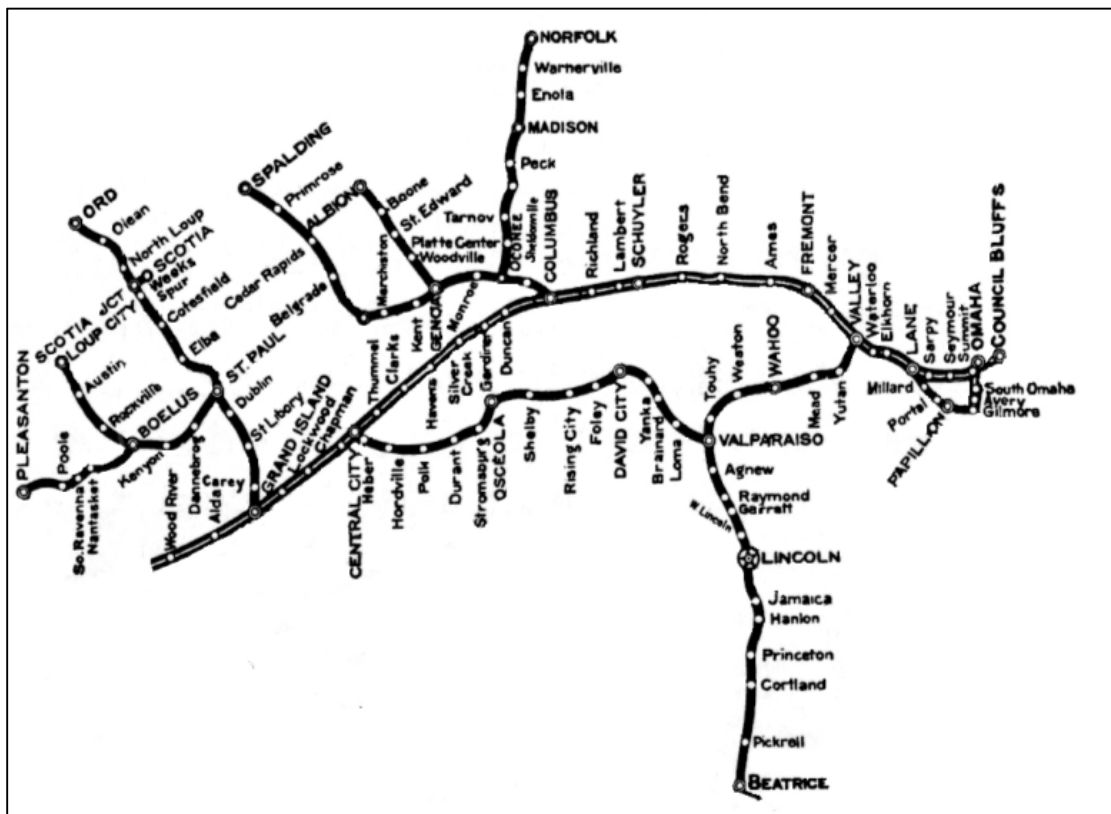 NORFOLK
Warnerville
Enola
MADISON
Peck
Tarnov
Platte Center
Woodville
OCONEE
Sheldonville
COLUMBUS
SPALDING
Primrose
ALBION
Boone
St. Edward
Cedar Rapids
Belgrade
Merchiston
Kent
GENOA
Monroe
ORD
Olean
North Loup
SCOTIA
Weeks
Spur
SCOTIA JCT
Cotesfield
Elba
ST. PAUL
Dublin
St Libory
LOUP CITY
Austin
Rockville
BOELUS
PLEASANTON
Poole
So. Ravenna
Nantasket
Kenyon
Dannebrog
Carey
Wood River
Alda
GRAND ISLAND
Lockwood
Chapman
Thummel
Clarks
Havens
Silver
Creek
Gardiner
Duncan
Richland
Lambert
SCHUYLER
Rogers
North Bend
Ames
FREMONT
Mercer
VALLEY
Waterloo
Elkhorn
LANE
Sarpy
Seymour
Summit
OMAHA
COUNCIL BLUFF'S
South Omaha
Avery
Gilmore
Millard
Portal
PAPILLION
CENTRAL CITY
Heber
Hordville
Polk
Durant
Stromsbprg
OSCEOLA
Shelby
Rising City
Foley
DAVID CITY
Yanka
Brainard
Loma
Touhy
Weston
WAHOO
Mead
Yutan
VALPARAISO
Agnew
Raymond
Garratt
W Lincoln
LINCOLN
Jamaica
Hanlon
Princeton
Cortland
Pickrell
BEATRICE